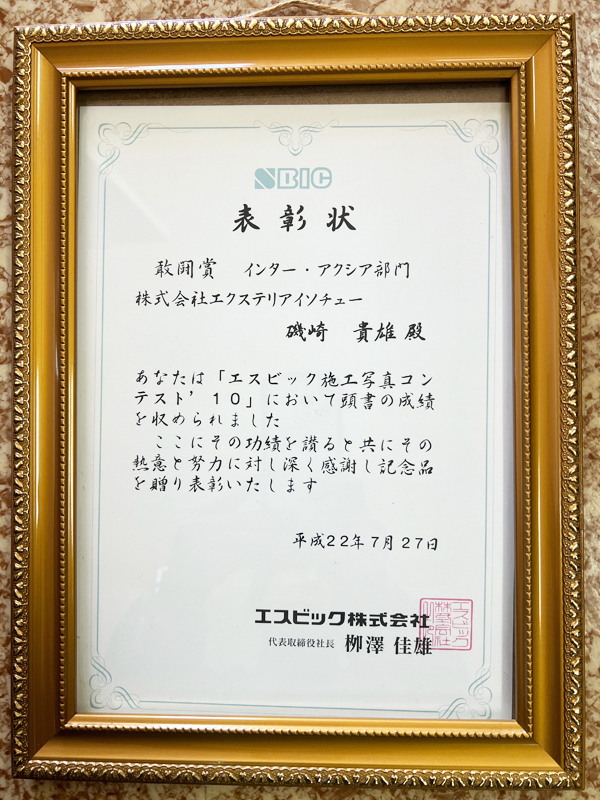 SBIC
表彰状
敢闘賞 インター・アクシア部門
株式会社エクステリアイソチュー
磯崎 貴雄 殿
あなたは「エスビック施工写真コン
テスト'10」において頭書の成績
を収められました
ここにその功績を讃ると共にその
熱意と努力に対し深く感謝し記念品
を贈り表彰いたします
平成22年7月27日
エスビック株式会社
代表取締役社長 栁澤 佳雄